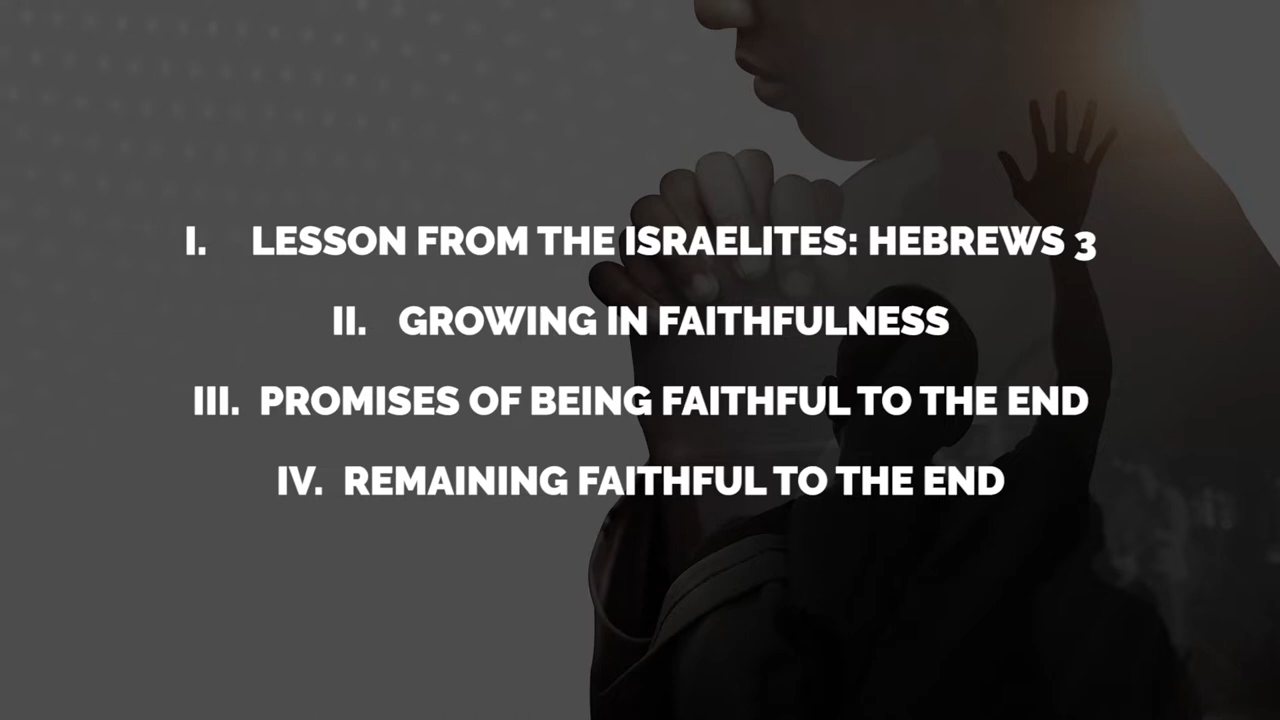 I. LESSON FROM THE ISRAELITES: HEBREWS 3
II. GROWING IN FAITHFULNESS
III. PROMISES OF BEING FAITHFUL TO THE END
IV. REMAINING FAITHFUL TO THE END